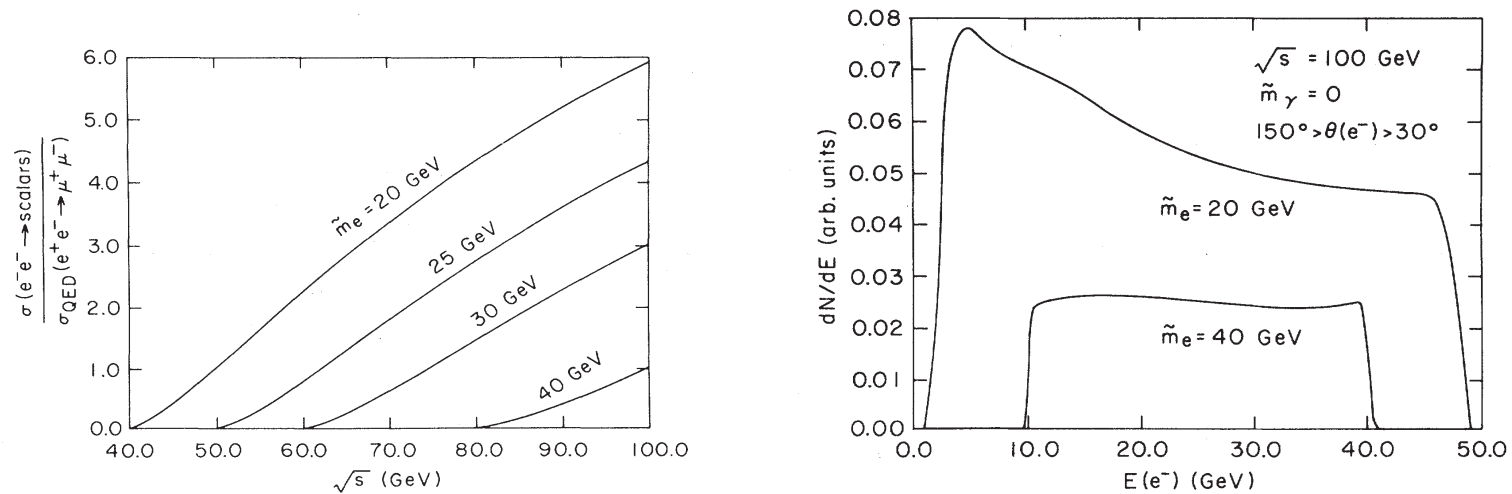 σ(e⁻e⁻→scalars)
σ_QED(e⁺e⁻→μ⁺μ⁻)
6.0
5.0
4.0
3.0
2.0
1.0
0.0
m̃e = 20 GeV
25 GeV
30 GeV
40 GeV
40.0 50.0 60.0 70.0 80.0 90.0 100.0
√s (GeV)
dN/dE (arb. units)
0.08
0.07
0.06
0.05
0.04
0.03
0.02
0.01
0.00
√s = 100 GeV
m̃γ = 0
150° > θ(e⁻) > 30°
m̃e = 20 GeV
m̃e = 40 GeV
0.0 10.0 20.0 30.0 40.0 50.0
E(e⁻) (GeV)